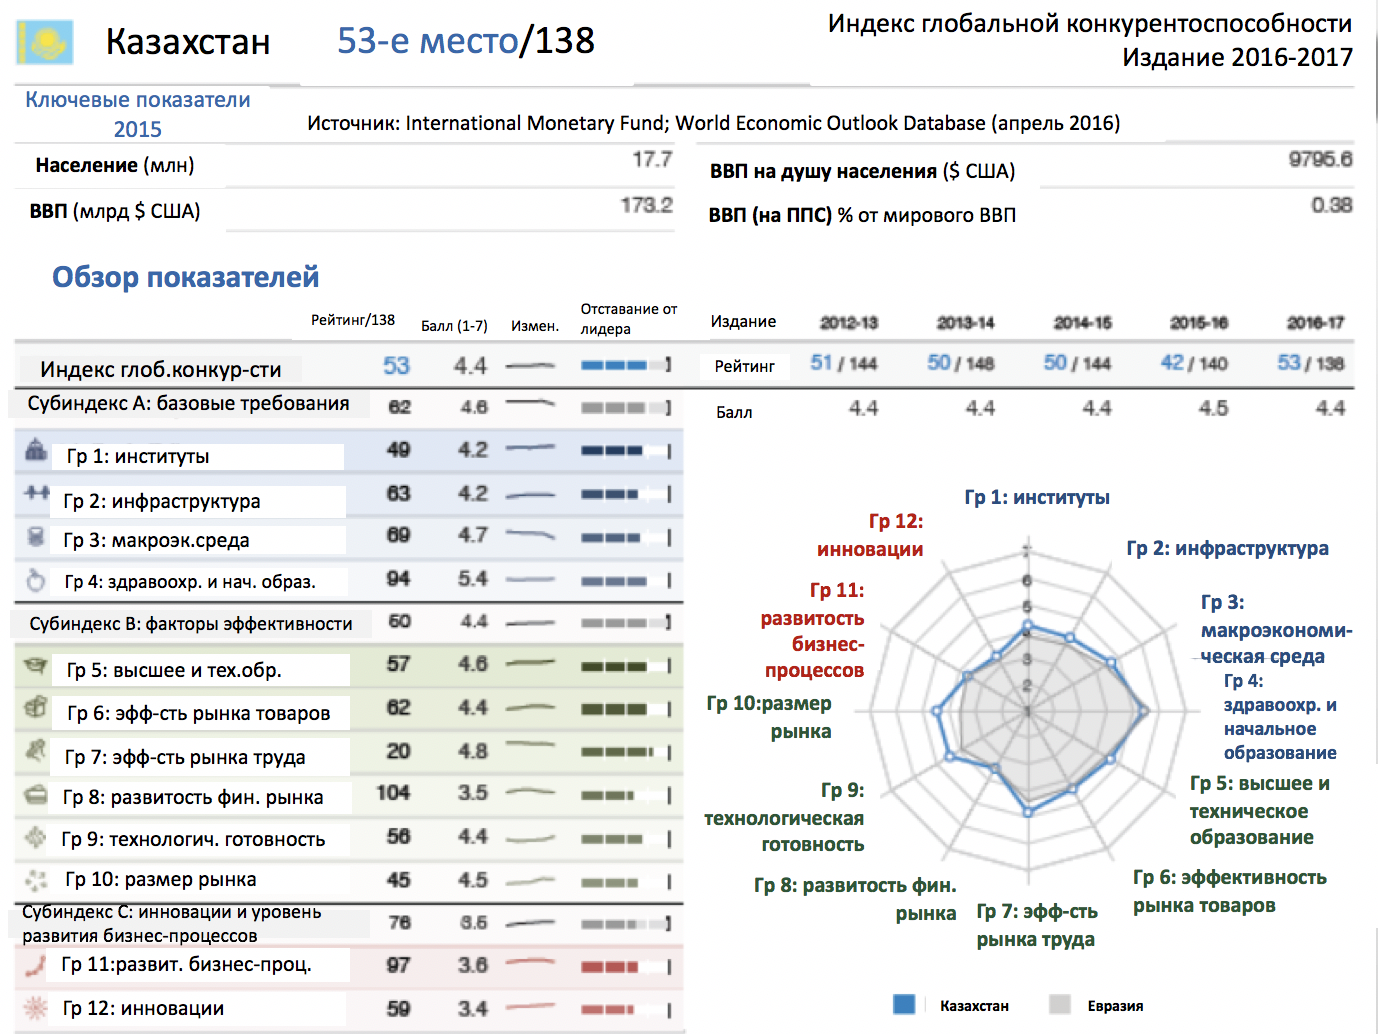 Казахстан 53-е место/138
Индекс глобальной конкурентоспособности
Издание 2016-2017
Ключевые показатели
2015
Источник: International Monetary Fund; World Economic Outlook Database (апрель 2016)
Население (млн) 17.7
ВВП (млрд $ США) 173.2
ВВП на душу населения ($ США) 9795.6
ВВП (на ППС) % от мирового ВВП 0.38
Обзор показателей
Рейтинг/138 Балл (1-7) Измен. Отставание от
лидера
Индекс глоб.конкур-сти 53 4.4
Субиндекс А: базовые требования 62 4.6
Гр 1: институты 49 4.2
Гр 2: инфраструктура 63 4.2
Гр 3: макроэк.среда 69 4.7
Гр 4: здравоохр. и нач. образ. 94 5.4
Субиндекс В: факторы эффективности 50 4.4
Гр 5: высшее и тех.обр. 57 4.6
Гр 6: эфф-сть рынка товаров 62 4.4
Гр 7: эфф-сть рынка труда 20 4.8
Гр 8: развитость фин. рынка 104 3.5
Гр 9: технологич. готовность 56 4.4
Гр 10: размер рынка 45 4.5
Субиндекс С: инновации и уровень
развития бизнес-процессов 76 3.5
Гр 11:развит. бизнес-проц. 97 3.6
Гр 12: инновации 59 3.4
Издание 2012-13 2013-14 2014-15 2015-16 2016-17
Рейтинг 51 / 144 50 / 148 50 / 144 42 / 140 53 / 138
Балл 4.4 4.4 4.4 4.5 4.4
Гр 1: институты
Гр 2: инфраструктура
Гр 3:
макроэкономи-
ческая среда
Гр 4:
здравоохр. и
начальное
образование
Гр 5: высшее и
техническое
образование
Гр 6: эффективность
рынка товаров
Гр 7: эфф-сть
рынка труда
Гр 8: развитость фин.
рынка
Гр 9:
технологическая
готовность
Гр 10:размер
рынка
Гр 11:
развитость
бизнес-
процессов
Гр 12:
инновации
7
6
5
4
3
2
1
Казахстан
Евразия